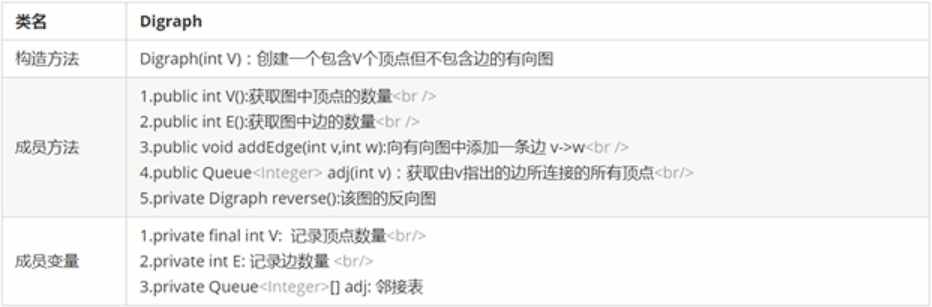 类名 Digraph
构造方法 Digraph(int V)：创建一个包含V个顶点但不包含边的有向图
1.public int V():获取图中顶点的数量<br />
2.public int E():获取图中边的数量<br />
成员方法 3.public void addEdge(int v,int w):向有向图中添加一条边 v->w<br />
4.public Queue<Integer> adj(int v)：获取由v指出的边所连接的所有顶点<br/>
5.private Digraph reverse():该图的反向图
1.private final int V: 记录顶点数量<br/>
成员变量 2.private int E: 记录边数量 <br/>
3.private Queue<Integer>[] adj: 邻接表